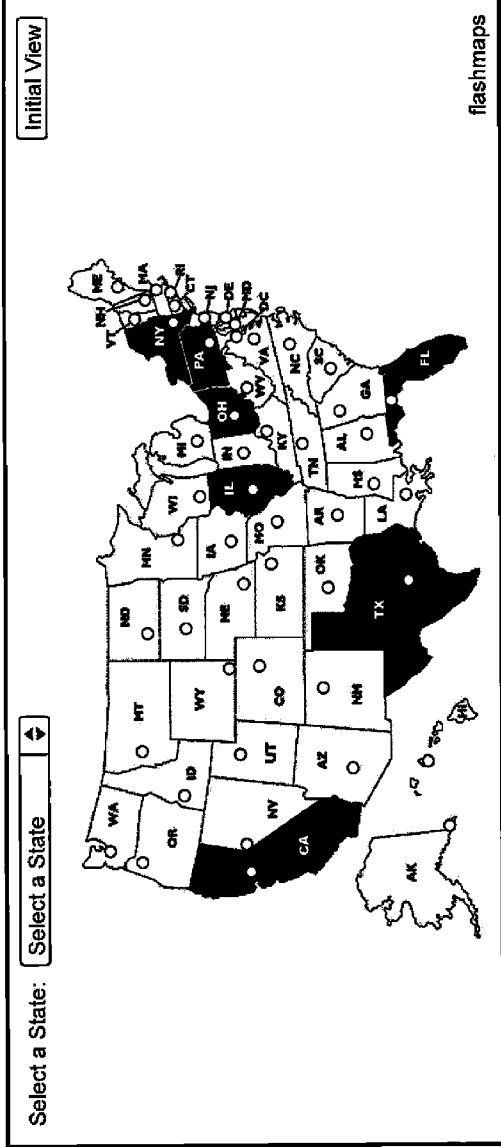 Select a State: Select a State Initial View
WA
OR
CA
NV
ID
MT
WY
UT
AZ
CO
NM
ND
SD
NE
KS
OK
TX
MN
IA
MO
AR
LA
WI
IL
MS
MI
IN
KY
TN
AL
OH
WV
GA
FL
SC
NC
VA
PA
NY
VT
NH
ME
MA
RI
CT
NJ
DE
MD
DC
AK
HI
flashmaps